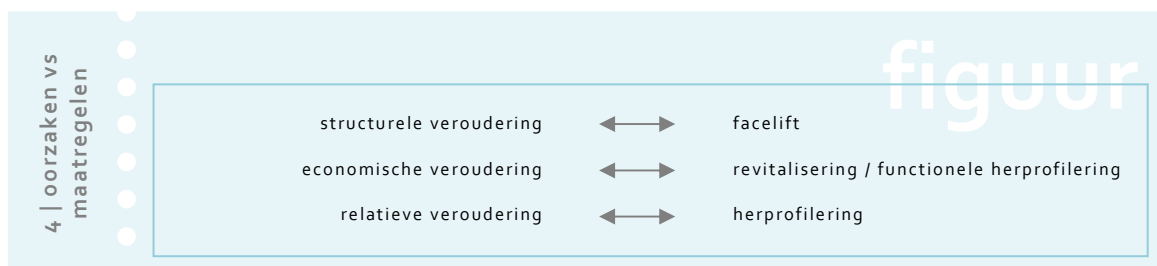 4 | oorzaken vs
maatregelen
figuur
structurele veroudering facelift
economische veroudering revitalisering / functionele herprofilering
relatieve veroudering herprofilering